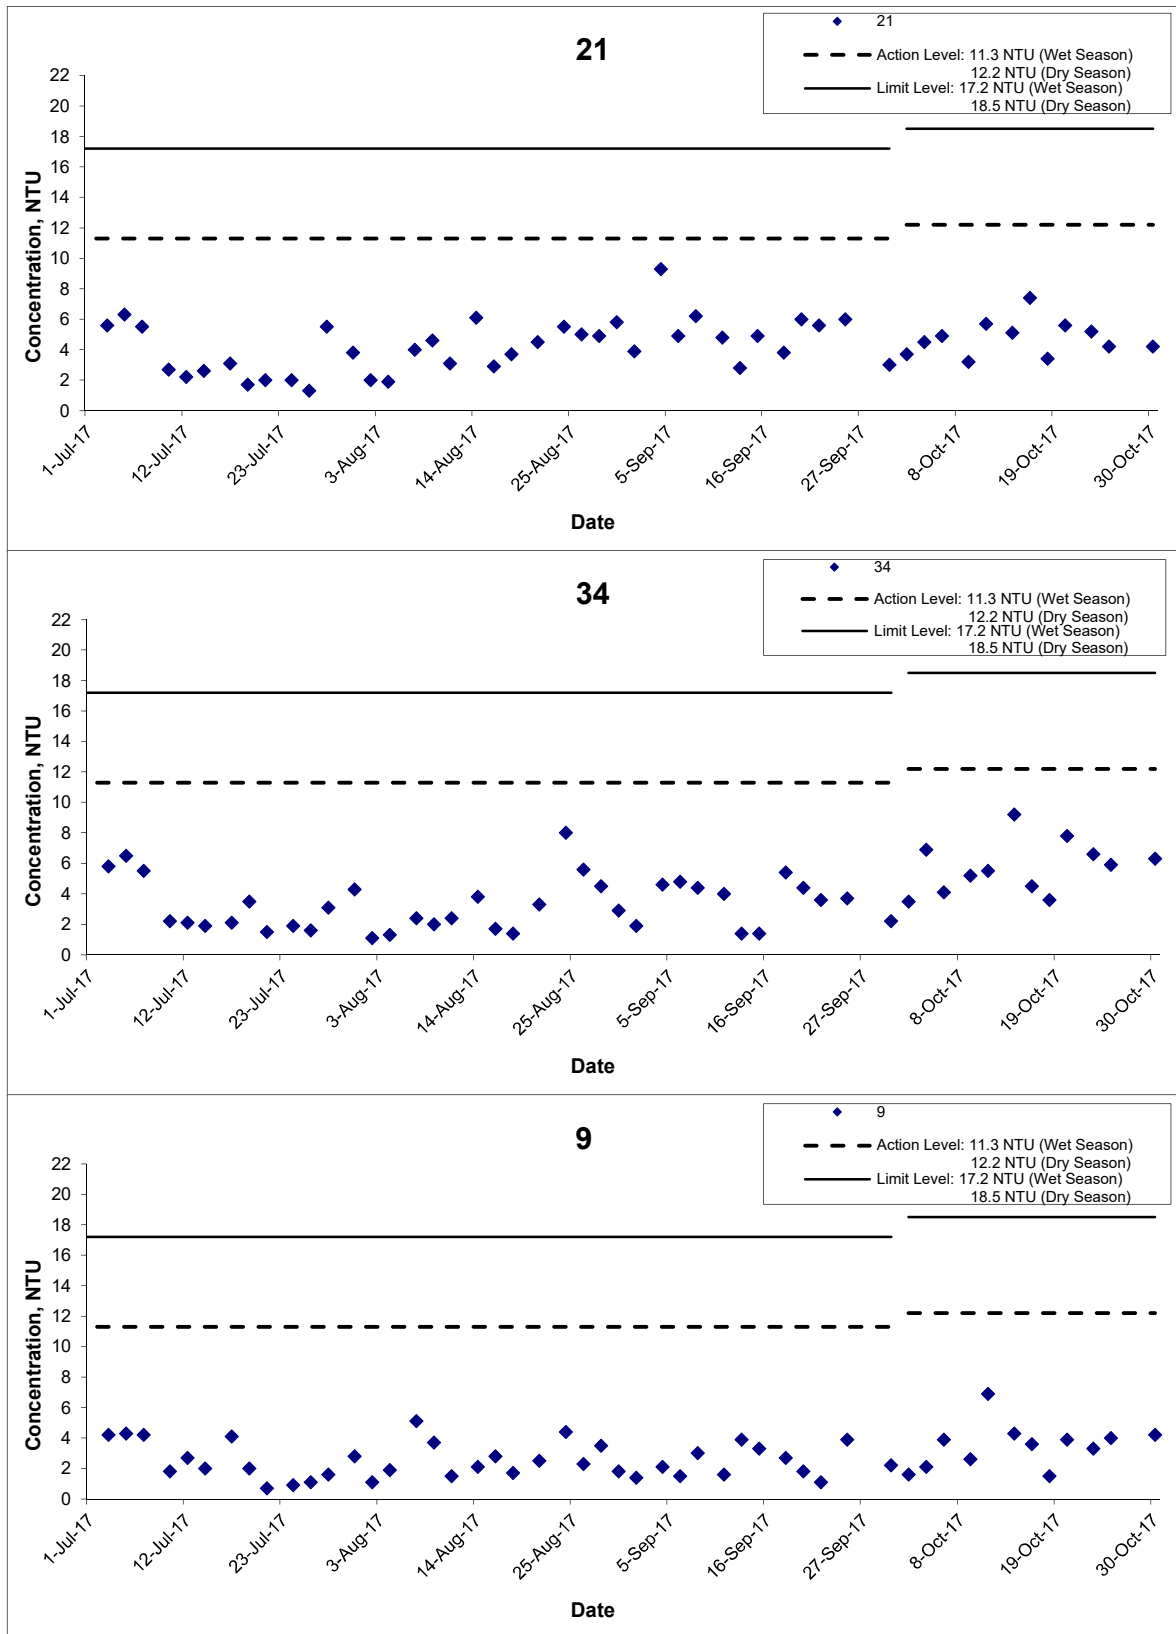 21
21
Action Level: 11.3 NTU (Wet Season)
12.2 NTU (Dry Season)
Limit Level: 17.2 NTU (Wet Season)
18.5 NTU (Dry Season)
Concentration, NTU
22
20
18
16
14
12
10
8
6
4
2
0
1-Jul-17
12-Jul-17
23-Jul-17
3-Aug-17
14-Aug-17
25-Aug-17
5-Sep-17
16-Sep-17
27-Sep-17
8-Oct-17
19-Oct-17
30-Oct-17
Date
34
34
Action Level: 11.3 NTU (Wet Season)
12.2 NTU (Dry Season)
Limit Level: 17.2 NTU (Wet Season)
18.5 NTU (Dry Season)
Concentration, NTU
22
20
18
16
14
12
10
8
6
4
2
0
1-Jul-17
12-Jul-17
23-Jul-17
3-Aug-17
14-Aug-17
25-Aug-17
5-Sep-17
16-Sep-17
27-Sep-17
8-Oct-17
19-Oct-17
30-Oct-17
Date
9
9
Action Level: 11.3 NTU (Wet Season)
12.2 NTU (Dry Season)
Limit Level: 17.2 NTU (Wet Season)
18.5 NTU (Dry Season)
Concentration, NTU
22
20
18
16
14
12
10
8
6
4
2
0
1-Jul-17
12-Jul-17
23-Jul-17
3-Aug-17
14-Aug-17
25-Aug-17
5-Sep-17
16-Sep-17
27-Sep-17
8-Oct-17
19-Oct-17
30-Oct-17
Date